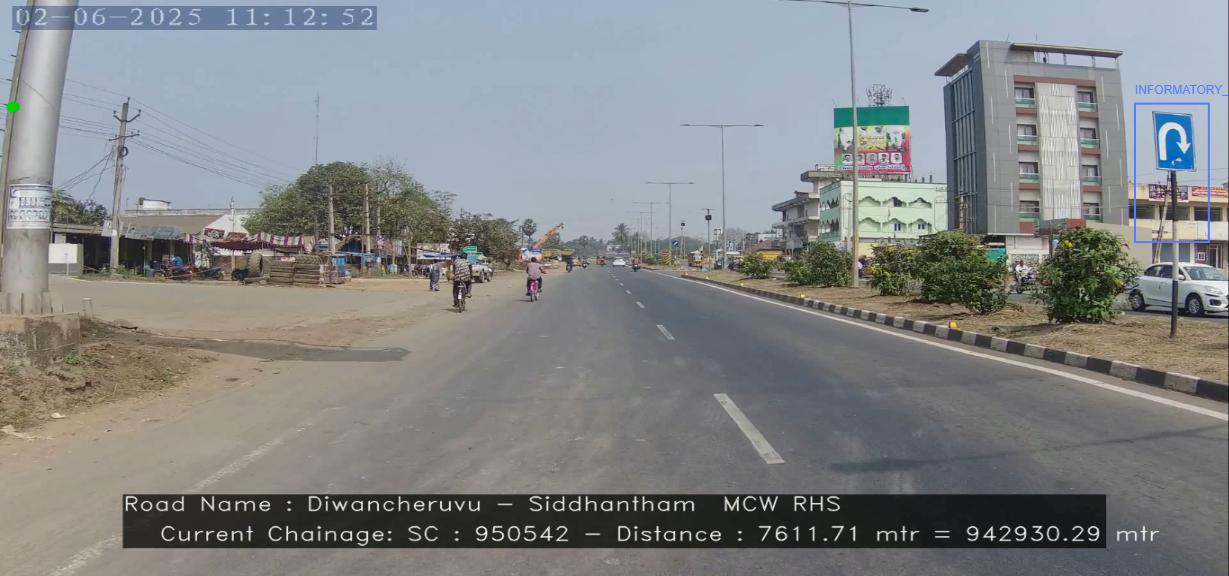 02-06-2025 11:12:52
INFORMATORY_
Road Name : Diwancheruvu – Siddhantham MCW RHS
Current Chainage: SC : 950542 – Distance : 7611.71 mtr = 942930.29 mtr